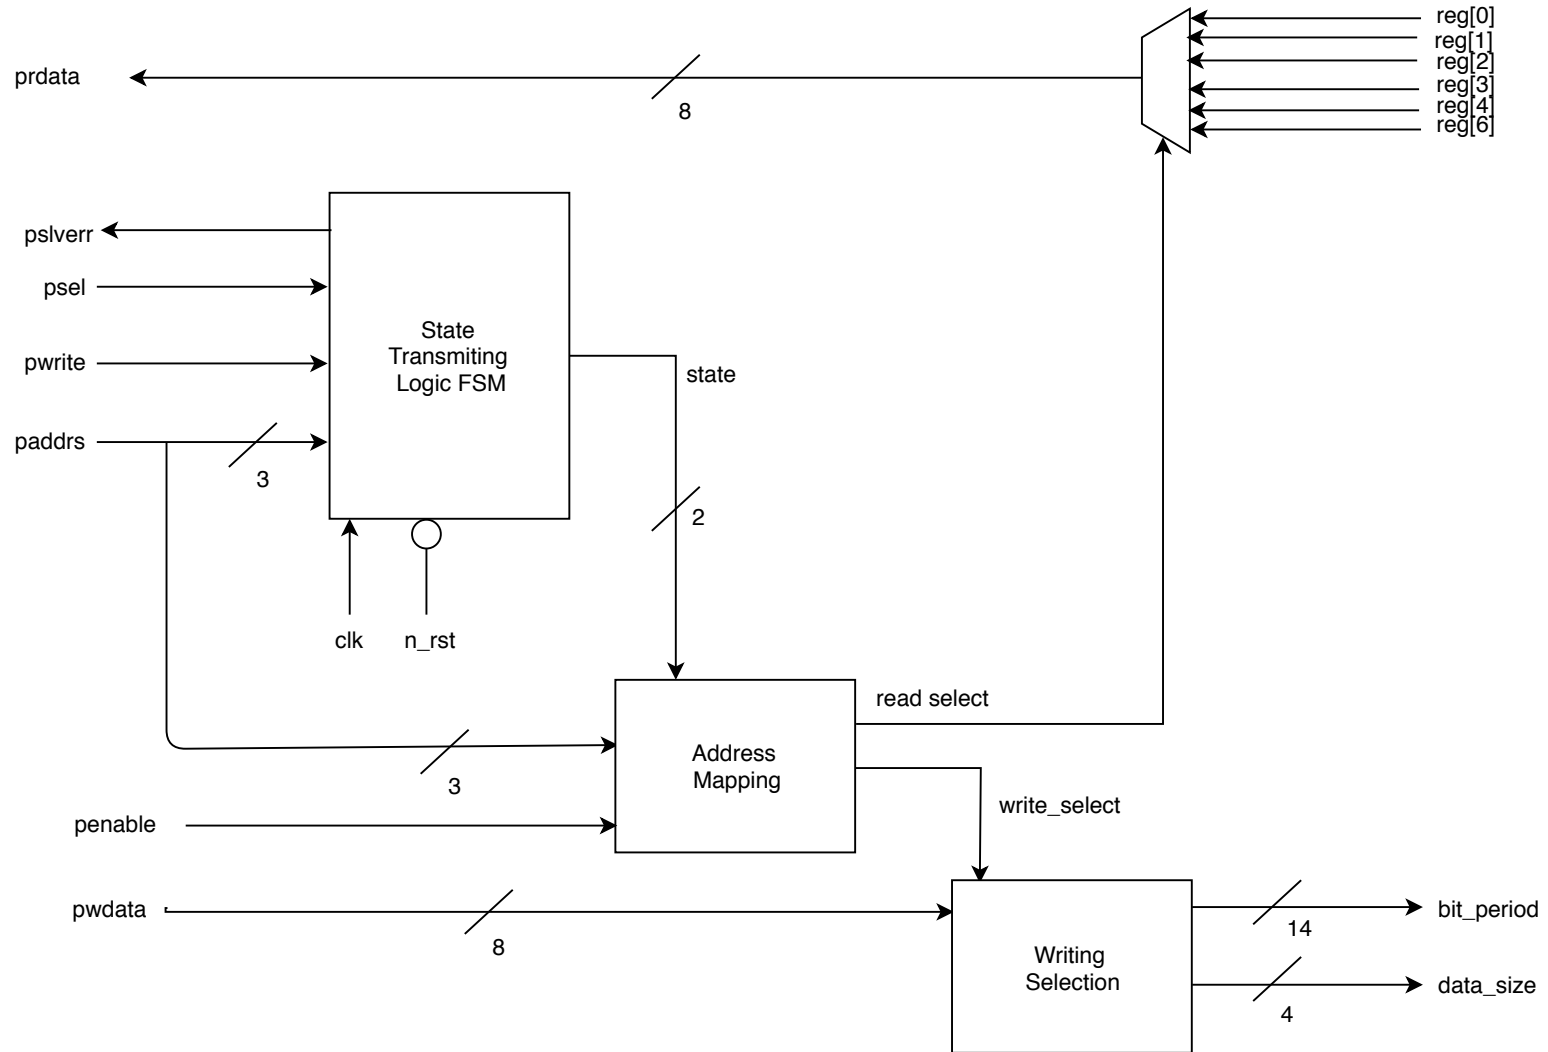 reg[0]
reg[1]
reg[2]
reg[3]
reg[4]
reg[6]
prdata
8
pslverr
psel
pwrite
paddrs
3
State
Transmiting
Logic FSM
state
2
clk
n_rst
read select
Address
Mapping
3
penable
write_select
pwdata
8
Writing
Selection
bit_period
14
data_size
4